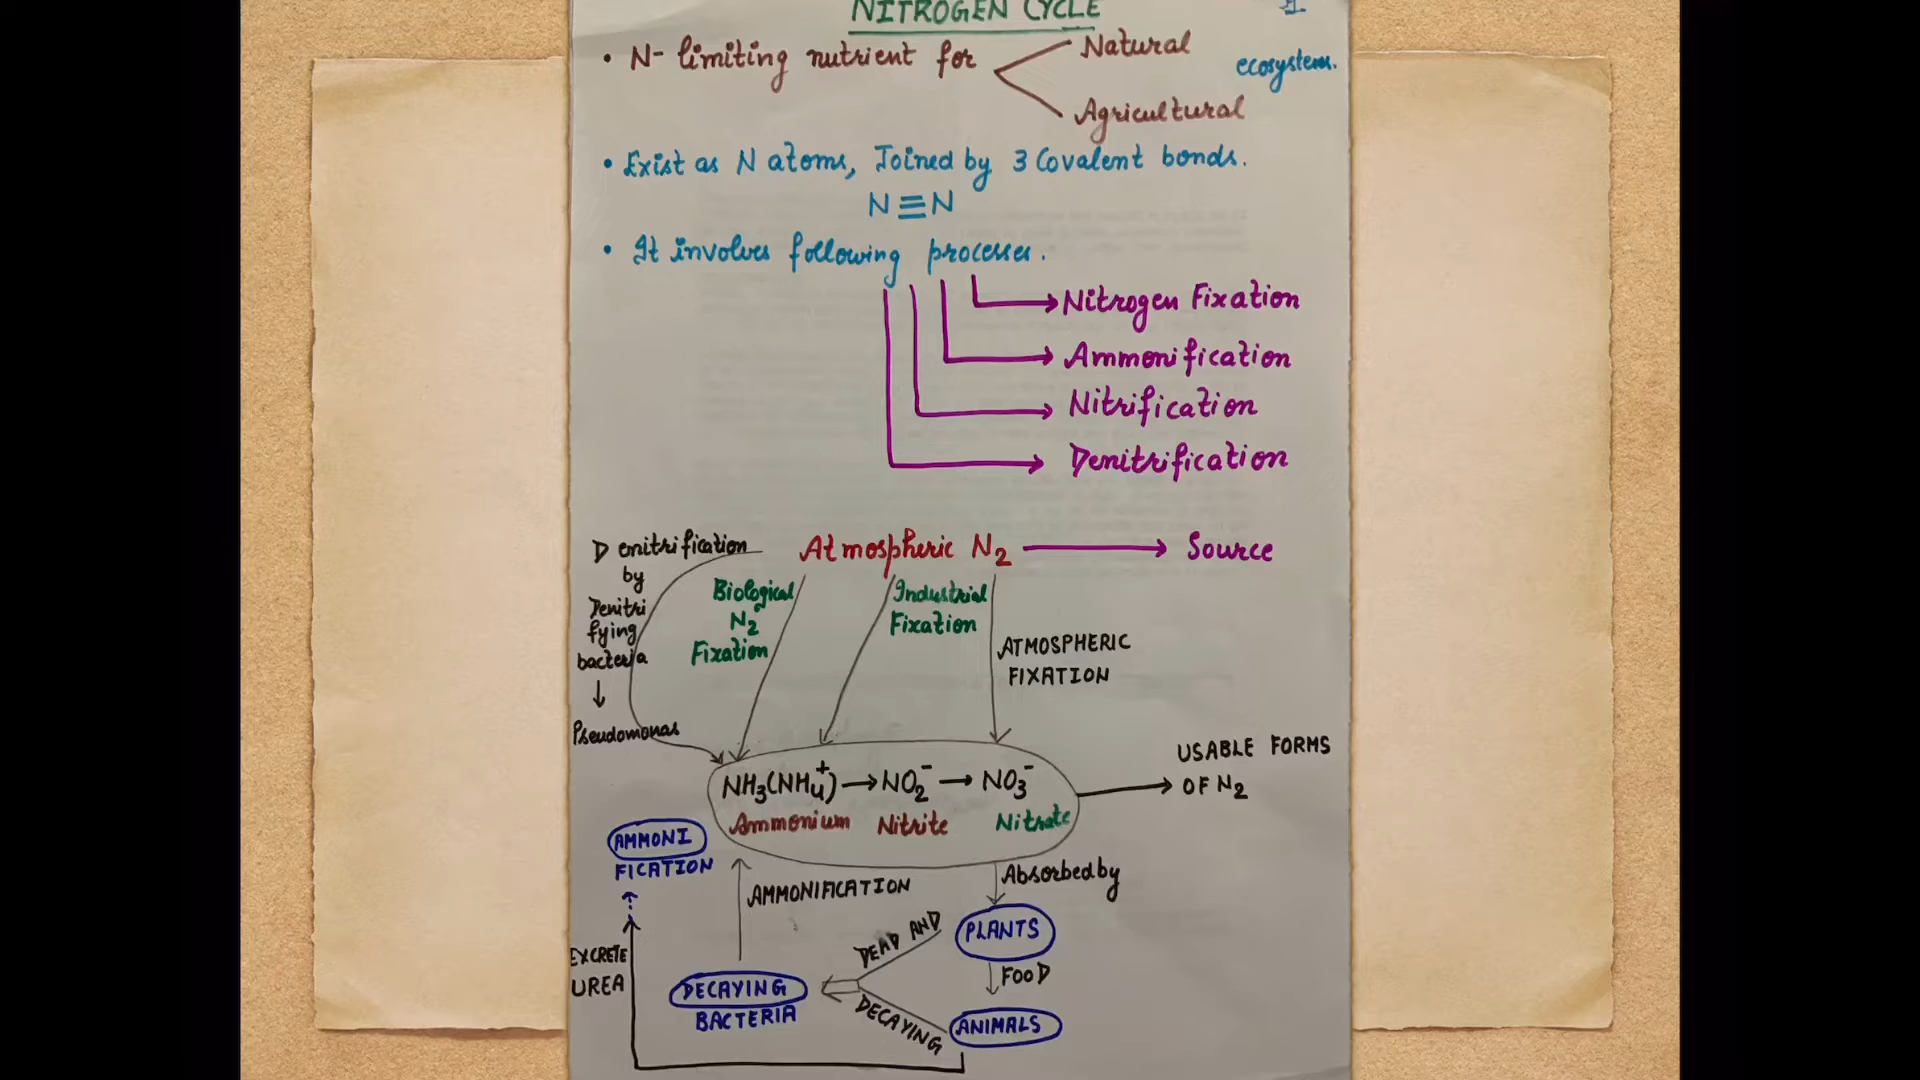 NITROGEN CYCLE
1
• N- limiting nutrient for
Natural
ecosystem.
Agricultural
• Exist as N atoms, Joined by 3 Covalent bonds.
N≡N
• It involves following processes.
Nitrogen Fixation
Ammonification
Nitrification
Denitrification
Atmospheric N2 → Source
Denitrification
by
Denitri
fying
bacteria
↓
Pseudomonas
Biological
N2
Fixation
Industrial
Fixation
ATMOSPHERIC
FIXATION
NH3(NH4+) → NO2- → NO3-
Ammonium Nitrite Nitrate
USABLE FORMS
OF N2
AMMONI
FICATION
AMMONIFICATION
Absorbed by
PLANTS
FOOD
ANIMALS
DEAD AND
DECAYING
DECAYING
BACTERIA
EXCRETE
UREA